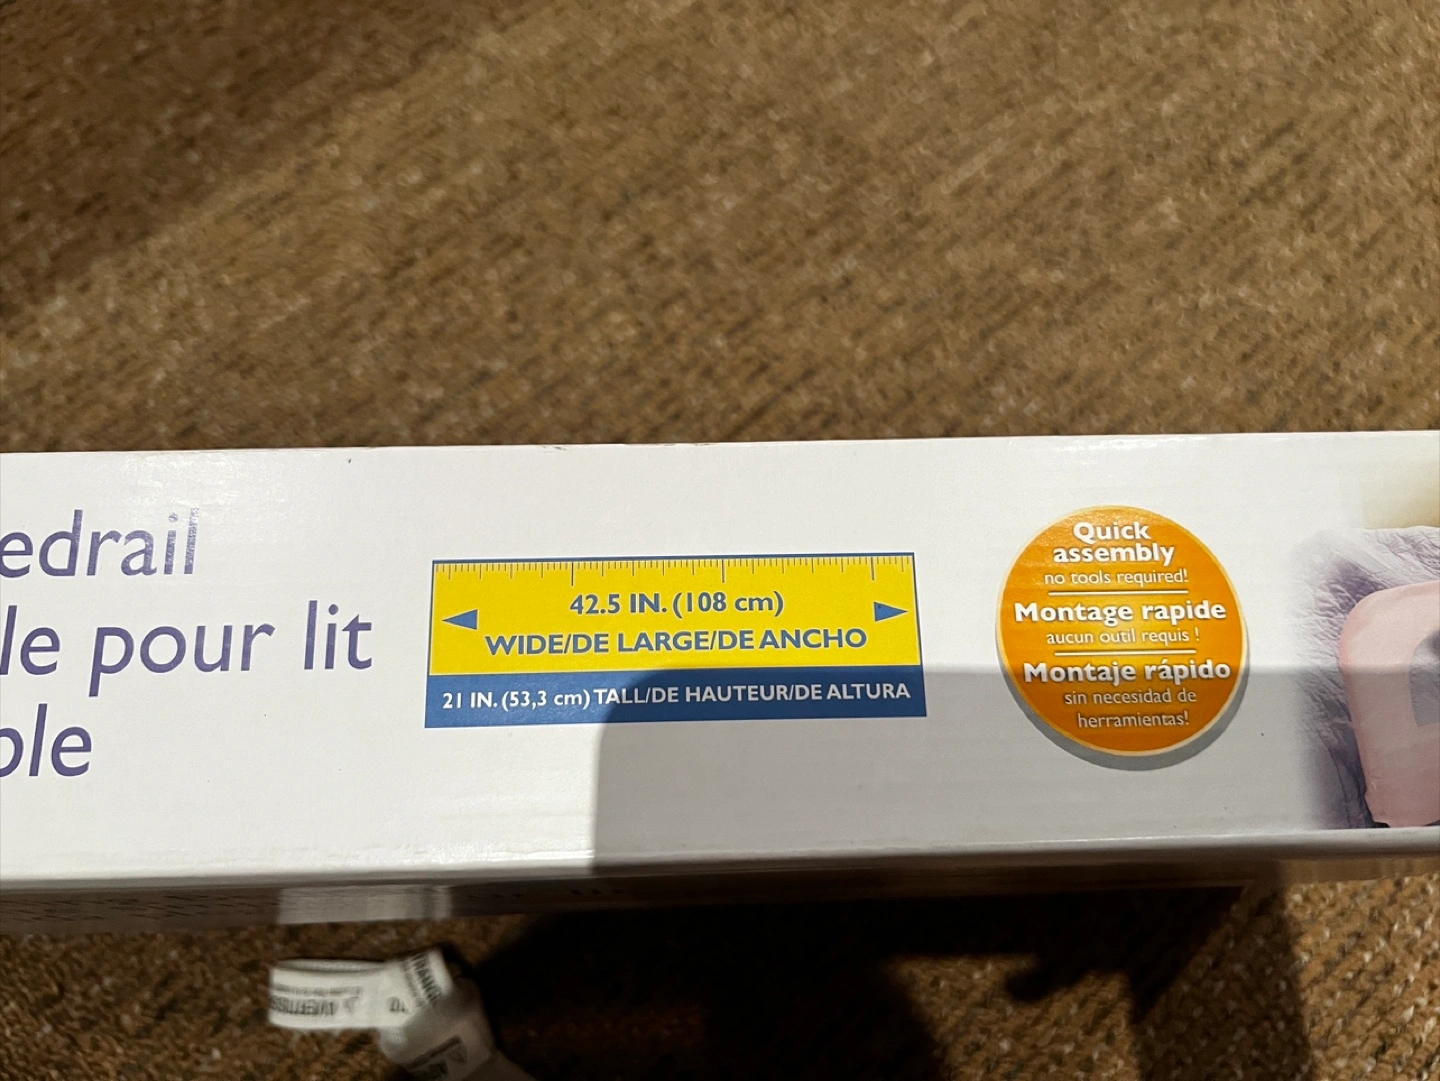 edrail
le pour lit
ble
42.5 IN. (108 cm)
WIDE/DE LARGE/DE ANCHO
21 IN. (53,3 cm) TALL/DE HAUTEUR/DE ALTURA
Quick
assembly
no tools required!
Montage rapide
aucun outil requis !
Montaje rápido
sin necesidad de
herramientas!